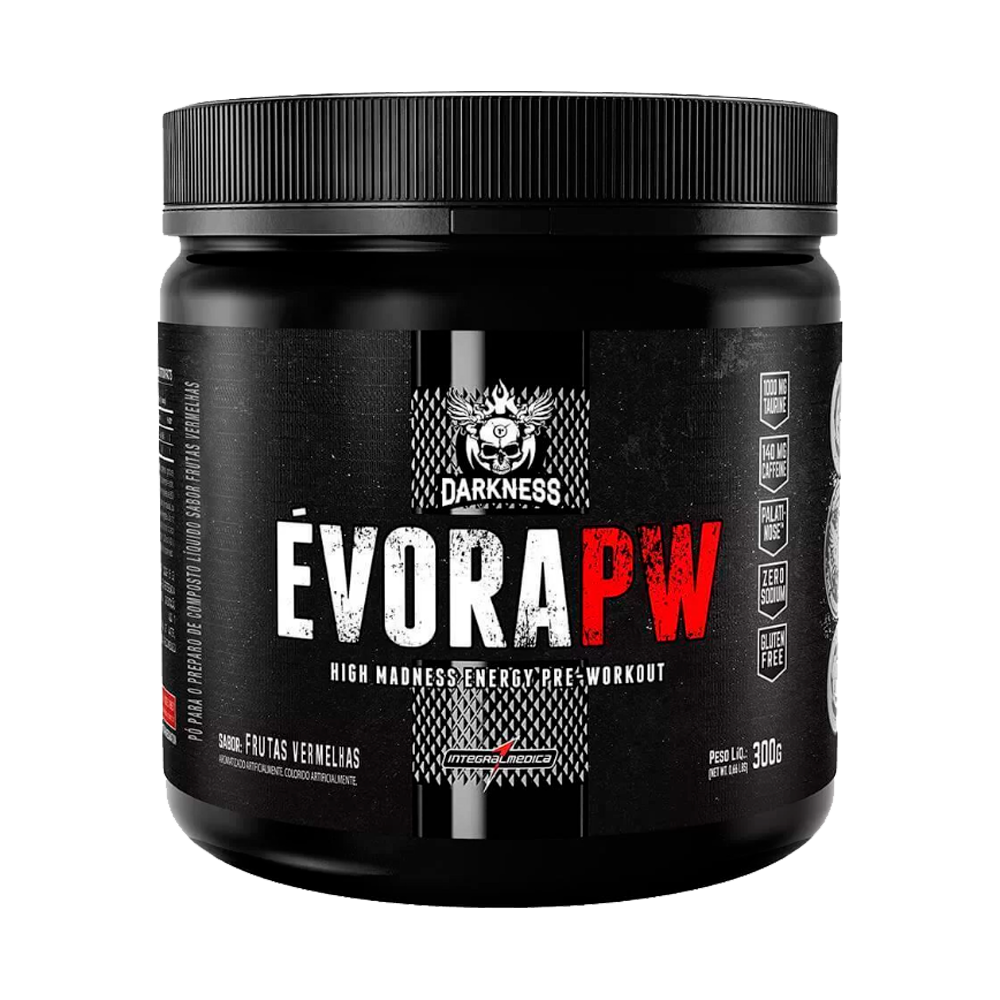 DARKNESS
ÉVORAPW
HIGH MADNESS ENERGY PRE-WORKOUT
INTEGRALMEDICA
SABOR: FRUTAS VERMELHAS
AROMATIZADO ARTIFICIALMENTE. COLORIDO ARTIFICIALMENTE.
PESO LÍQ.: 300G
(NET WT. 0,66 LBS)
1000 MG
TAURINE
140 MG
CAFFEINE
PALATI-
NOSE™
ZERO
SODIUM
GLUTEN
FREE
PÓ PARA O PREPARO DE COMPOSTO LÍQUIDO SABOR FRUTAS VERMELHAS